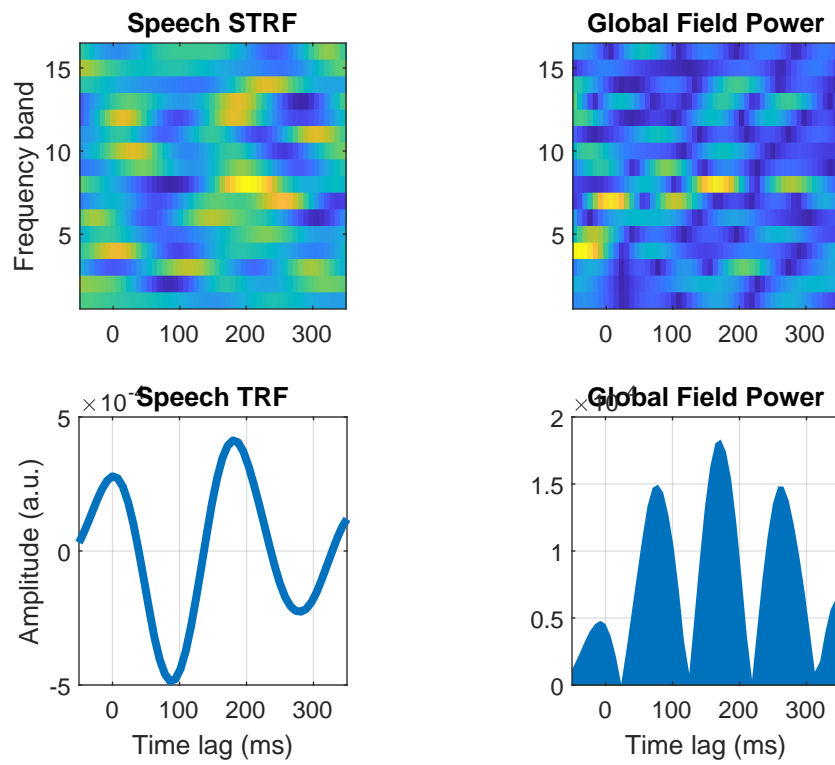 Speech STRF
Global Field Power
Frequency band
15
10
5
0 100 200 300
15
10
5
0 100 200 300
Speech TRF
× 10-4
Global Field Power
Amplitude (a.u.)
5
0
-5
0 100 200 300
Time lag (ms)
2
1.5
1
0.5
0
0 100 200 300
Time lag (ms)